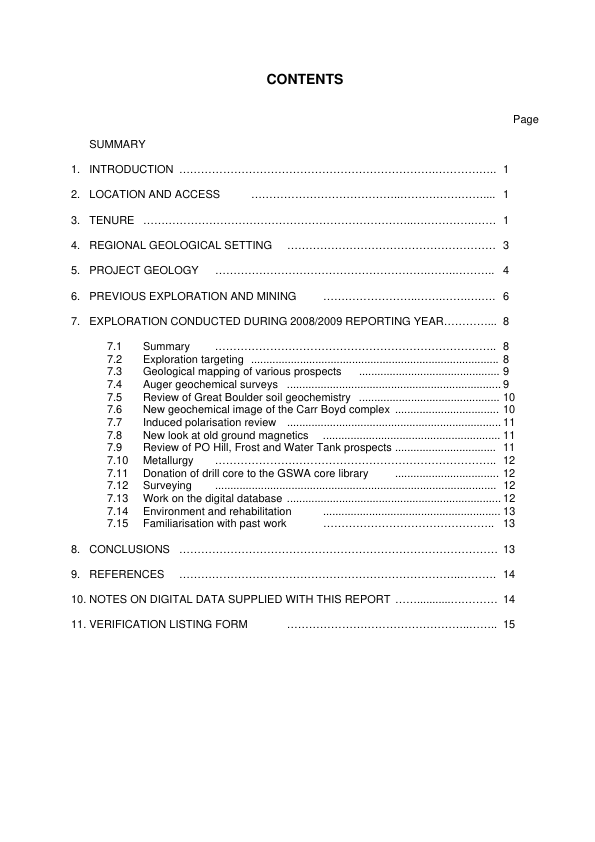 CONTENTS
Page
SUMMARY
1. INTRODUCTION ………………………………………………………….……………. 1
2. LOCATION AND ACCESS …………………………………..……………….... 1
3. TENURE ………………………………………………………………..……………..…… 1
4. REGIONAL GEOLOGICAL SETTING ………………………………………………… 3
5. PROJECT GEOLOGY ………………………………………………………………….. 4
6. PREVIOUS EXPLORATION AND MINING …………………..…….…….………. 6
7. EXPLORATION CONDUCTED DURING 2008/2009 REPORTING YEAR………….. 8
7.1 Summary ………………………………………………………………….. 8
7.2 Exploration targeting ................................................................................ 8
7.3 Geological mapping of various prospects ............................................. 9
7.4 Auger geochemical surveys ..................................................................... 9
7.5 Review of Great Boulder soil geochemistry ............................................. 10
7.6 New geochemical image of the Carr Boyd complex ................................. 10
7.7 Induced polarisation review ..................................................................... 11
7.8 New look at old ground magnetics ......................................................... 11
7.9 Review of PO Hill, Frost and Water Tank prospects ................................ 11
7.10 Metallurgy ………………………………………………………………….. 12
7.11 Donation of drill core to the GSWA core library ................................. 12
7.12 Surveying ........................................................................................... 12
7.13 Work on the digital database ..................................................................... 12
7.14 Environment and rehabilitation ......................................................... 13
7.15 Familiarisation with past work ……………………………………….. 13
8. CONCLUSIONS …………………………………………………………………………… 13
9. REFERENCES …………………………………………………………………..………. 14
10. NOTES ON DIGITAL DATA SUPPLIED WITH THIS REPORT ……...........………… 14
11. VERIFICATION LISTING FORM …………………………………………..…….. 15